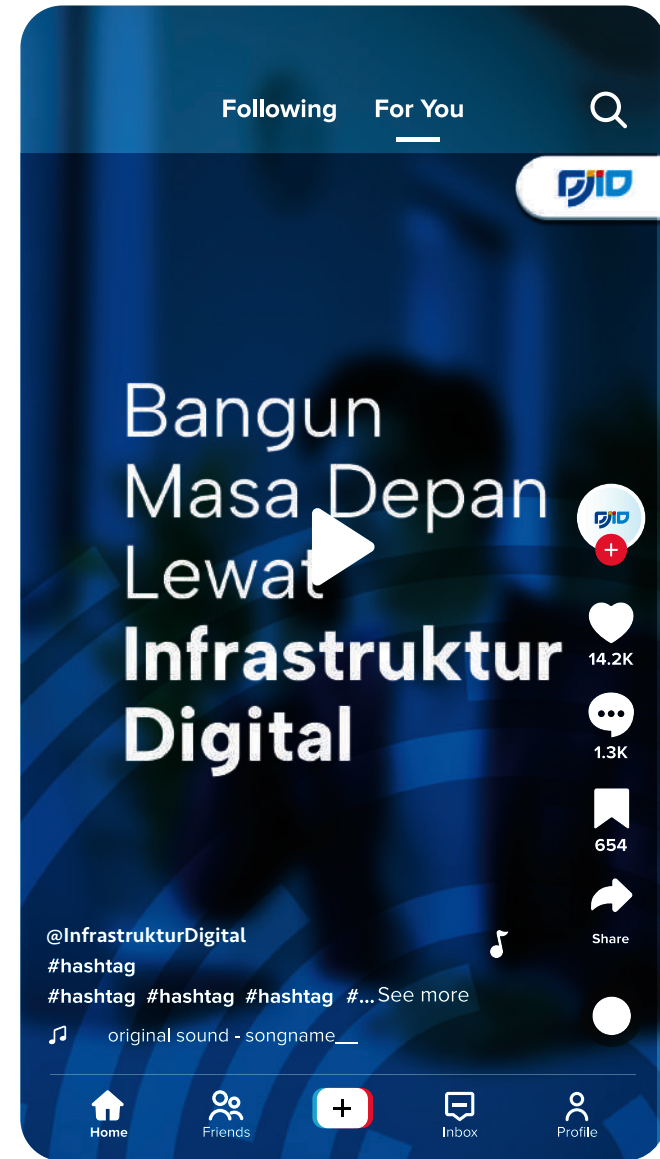 Following For You
DJID
Bangun
Masa Depan
Lewat
Infrastruktur
Digital
DJID
14.2K
1.3K
654
Share
@InfrastrukturDigital
#hashtag
#hashtag #hashtag #hashtag #... See more
original sound - songname__
Home Friends Inbox Profile